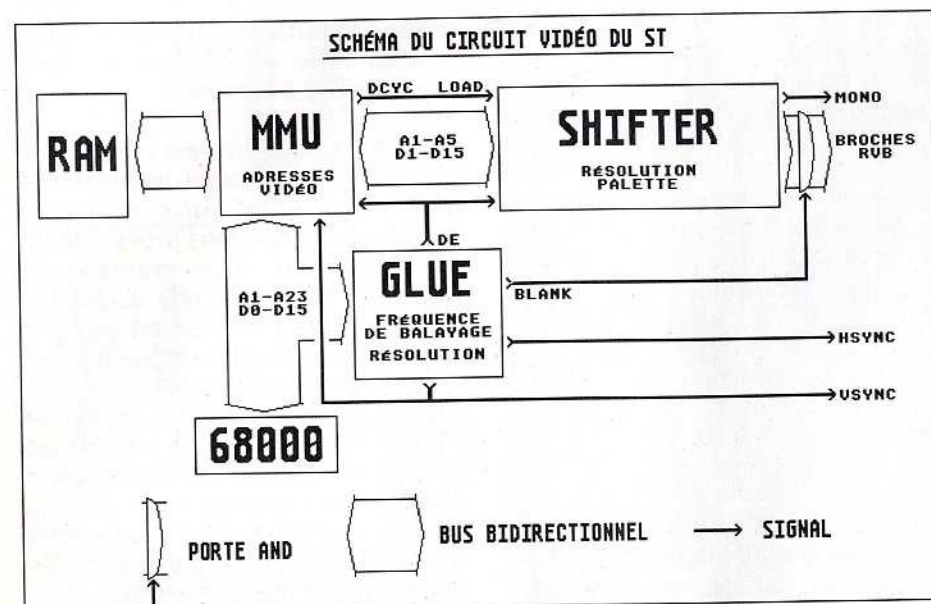 SCHÉMA DU CIRCUIT VIDÉO DU ST
RAM
MMU
ADRESSES
VIDÉO
DCYC LOAD
A1-A5
D1-D15
SHIFTER
RÉSOLUTION
PALETTE
MONO
BROCHES
RVB
DE
A1-A23
D0-D15
GLUE
FRÉQUENCE
DE BALAYAGE
RÉSOLUTION
BLANK
HSYNC
VSYNC
68000
PORTE AND
BUS BIDIRECTIONNEL
SIGNAL